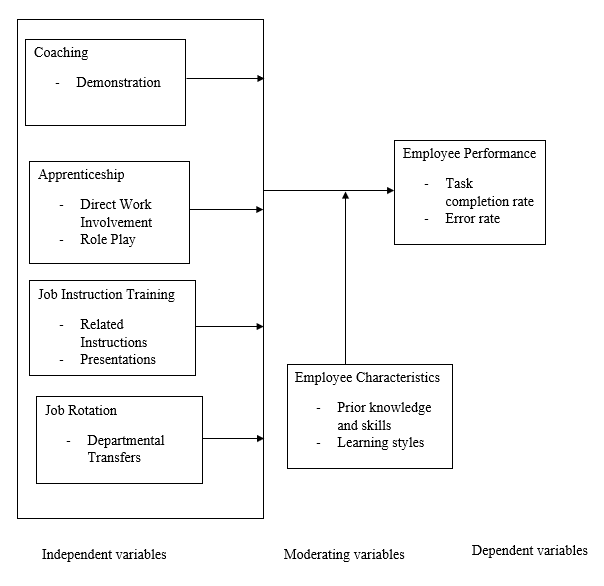 Coaching
- Demonstration
Apprenticeship
- Direct Work
Involvement
- Role Play
Job Instruction Training
- Related
Instructions
- Presentations
Job Rotation
- Departmental
Transfers
Employee Performance
- Task
completion rate
- Error rate
Employee Characteristics
- Prior knowledge
and skills
- Learning styles
Independent variables
Moderating variables
Dependent variables